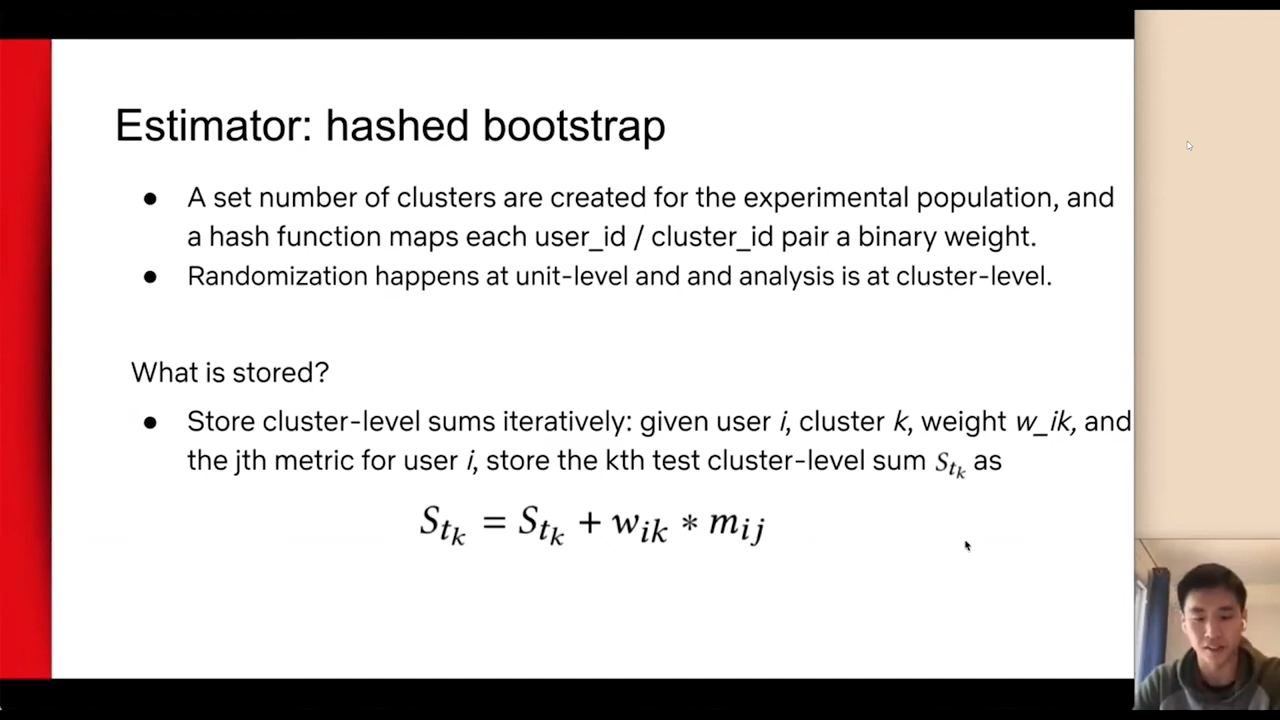 Estimator: hashed bootstrap
● A set number of clusters are created for the experimental population, and
a hash function maps each user_id / cluster_id pair a binary weight.
● Randomization happens at unit-level and and analysis is at cluster-level.
What is stored?
● Store cluster-level sums iteratively: given user i, cluster k, weight w_ik, and
the jth metric for user i, store the kth test cluster-level sum S_{t_k} as
S_{t_k} = S_{t_k} + w_{ik} * m_{ij}